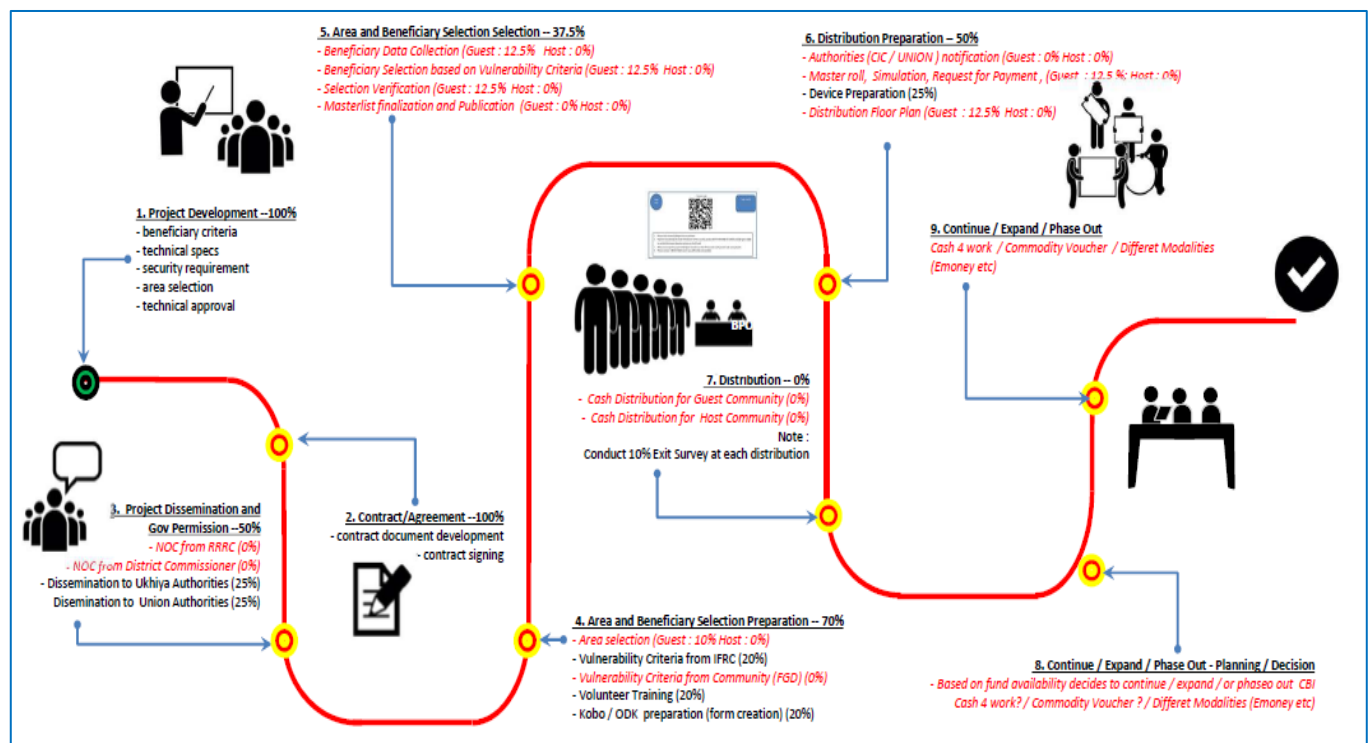 1. Project Development --100%
- beneficiary criteria
- technical specs
- security requirement
- area selection
- technical approval
2. Contract/Agreement --100%
- contract document development
- contract signing
3. Project Dissemination and
Gov Permission --50%
- NOC from RRRC (0%)
- NOC from District Commissioner (0%)
- Dissemination to Ukhiya Authorities (25%)
Disemination to Union Authorities (25%)
4. Area and Beneficiary Selection Preparation -- 70%
- Area selection (Guest : 10% Host : 0%)
- Vulnerability Criteria from IFRC (20%)
- Vulnerability Criteria from Community (FGD) (0%)
- Volunteer Training (20%)
- Kobo / ODK preparation (form creation) (20%)
5. Area and Beneficiary Selection Selection -- 37.5%
- Beneficiary Data Collection (Guest : 12.5% Host : 0%)
- Beneficiary Selection based on Vulnerability Criteria (Guest : 12.5% Host : 0%)
- Selection Verification (Guest : 12.5% Host : 0%)
- Masterlist finalization and Publication (Guest : 0% Host : 0%)
6. Distribution Preparation -- 50%
- Authorities (CIC / UNION ) notification (Guest : 0% Host : 0%)
- Master roll, Simulation, Request for Payment , (Guest : 12.5 %: Host : 0%)
- Device Preparation (25%)
- Distribution Floor Plan (Guest : 12.5% Host : 0%)
BPO
7. Distribution -- 0%
- Cash Distribution for Guest Community (0%)
- Cash Distribution for Host Community (0%)
Note :
Conduct 10% Exit Survey at each distribution
8. Continue / Expand / Phase Out - Planning / Decision
- Based on fund availability decides to continue / expand / or phaseo out CBI
Cash 4 work? / Commodity Voucher ? / Differet Modalities (Emoney etc)
9. Continue / Expand / Phase Out
Cash 4 work / Commodity Voucher / Differet Modalities
(Emoney etc)